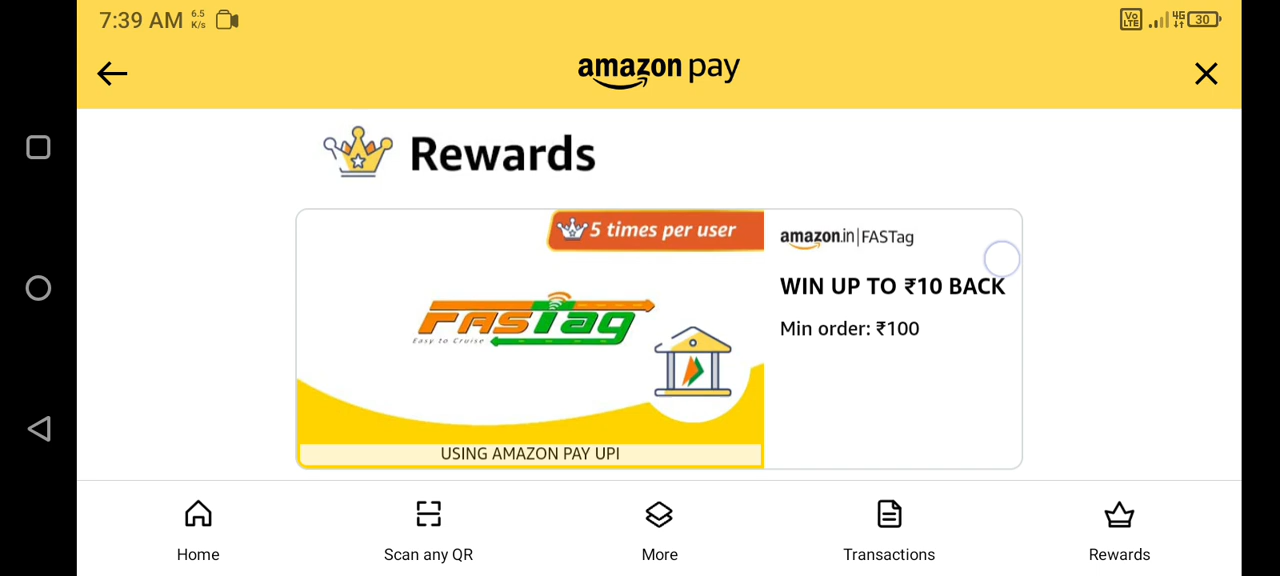 7:39 AM 6.5 K/s Vo LTE 4G 30
amazon pay
Rewards
5 times per user
FASTag
Easy to Cruise
USING AMAZON PAY UPI
amazon.in|FASTag
WIN UP TO ₹10 BACK
Min order: ₹100
Home
Scan any QR
More
Transactions
Rewards